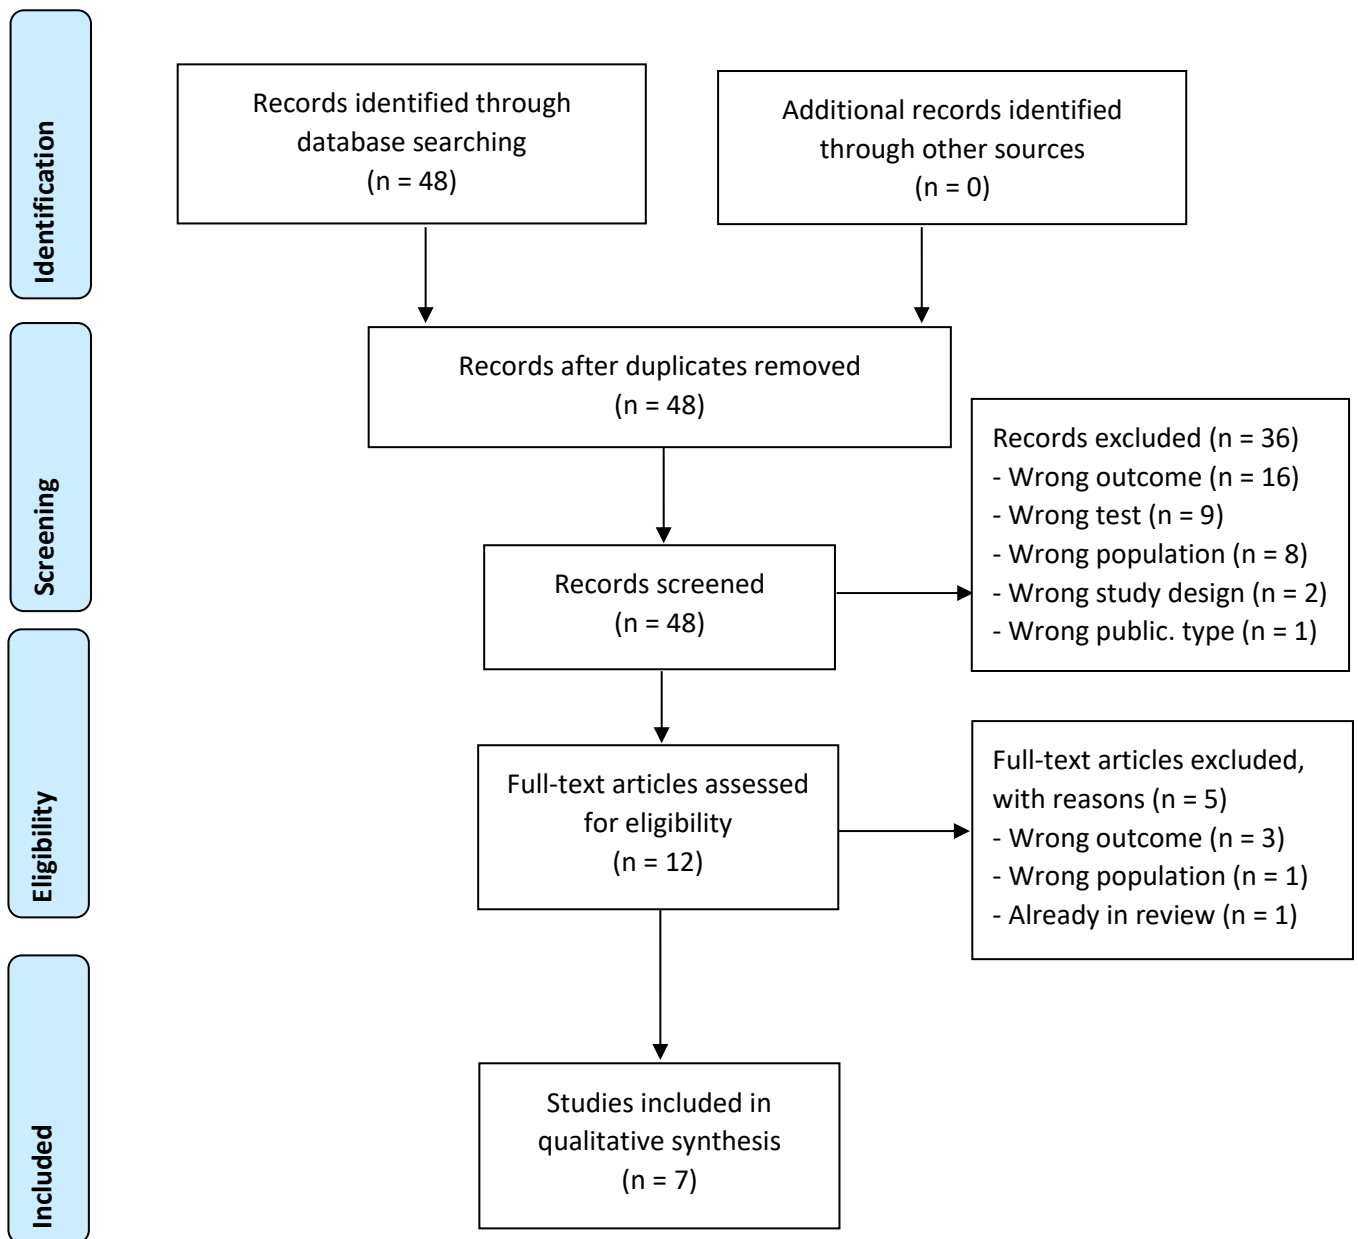 Identification
Records identified through
database searching
(n = 48)
Additional records identified
through other sources
(n = 0)
Screening
Records after duplicates removed
(n = 48)
Records screened
(n = 48)
Records excluded (n = 36)
- Wrong outcome (n = 16)
- Wrong test (n = 9)
- Wrong population (n = 8)
- Wrong study design (n = 2)
- Wrong public. type (n = 1)
Eligibility
Full-text articles assessed
for eligibility
(n = 12)
Full-text articles excluded,
with reasons (n = 5)
- Wrong outcome (n = 3)
- Wrong population (n = 1)
- Already in review (n = 1)
Included
Studies included in
qualitative synthesis
(n = 7)